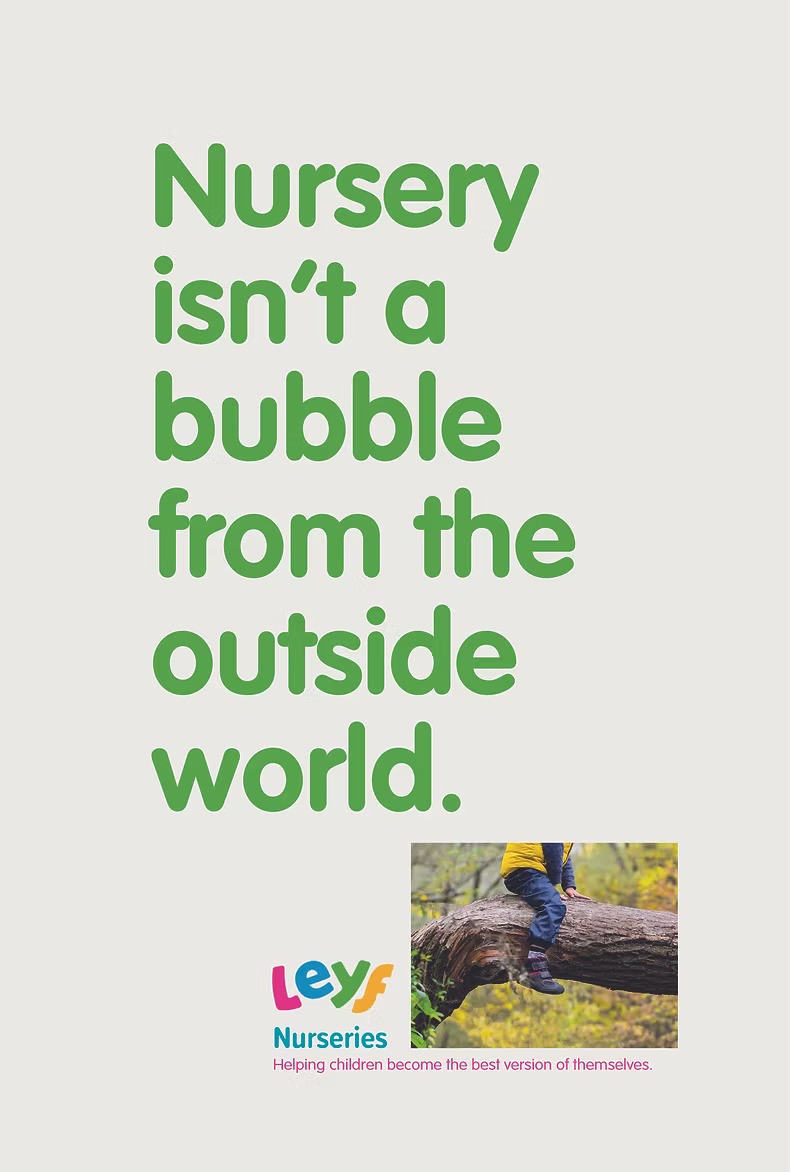 Nursery
isn't a
bubble
from the
outside
world.
Leyf
Nurseries
Helping children become the best version of themselves.